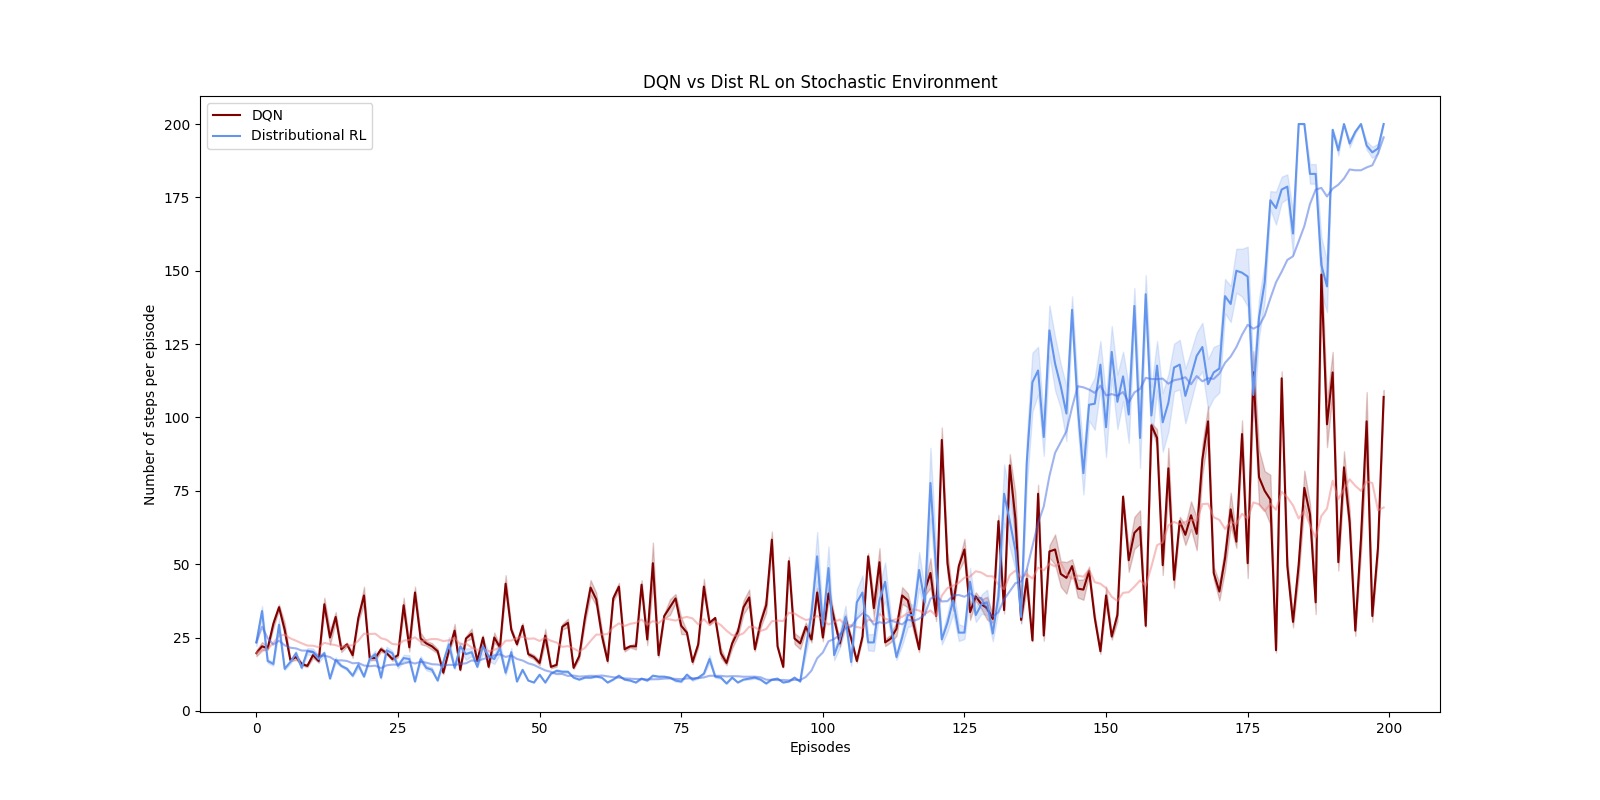 DQN vs Dist RL on Stochastic Environment
DQN
Distributional RL
200
175
150
125
100
75
50
25
0
Number of steps per episode
0 25 50 75 100 125 150 175 200
Episodes